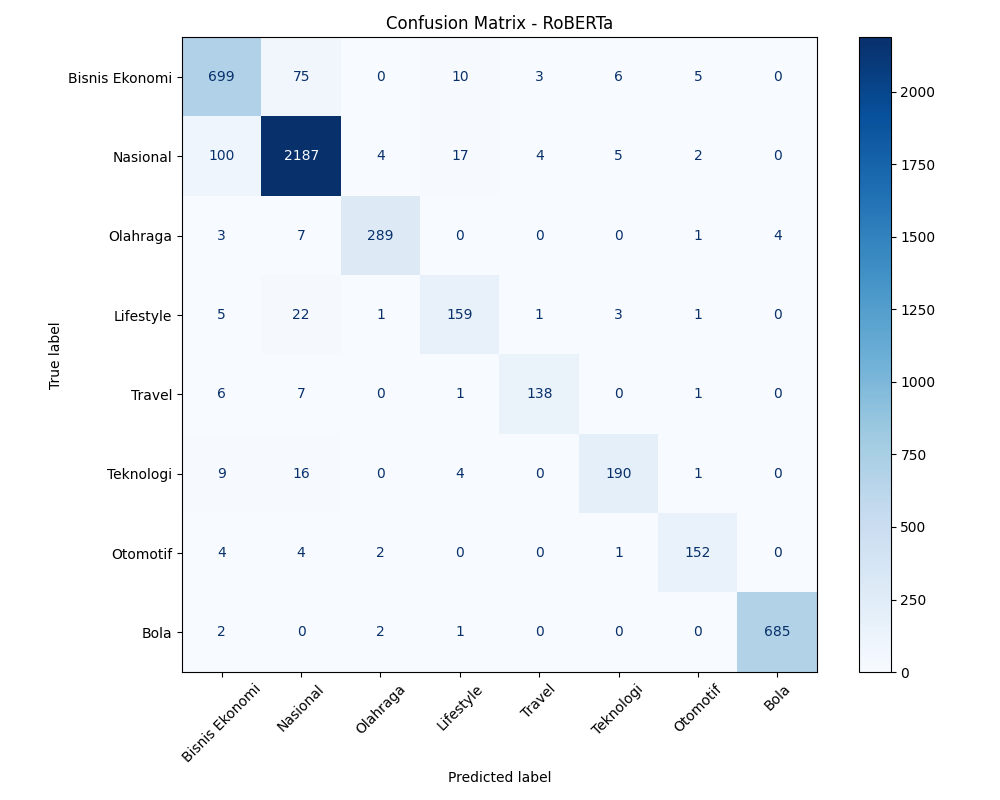 Confusion Matrix - RoBERTa
True label
Bisnis Ekonomi 699 75 0 10 3 6 5 0
Nasional 100 2187 4 17 4 5 2 0
Olahraga 3 7 289 0 0 0 1 4
Lifestyle 5 22 1 159 1 3 1 0
Travel 6 7 0 1 138 0 1 0
Teknologi 9 16 0 4 0 190 1 0
Otomotif 4 4 2 0 0 1 152 0
Bola 2 0 2 1 0 0 0 685
Bisnis Ekonomi Nasional Olahraga Lifestyle Travel Teknologi Otomotif Bola
Predicted label
2000
1750
1500
1250
1000
750
500
250
0